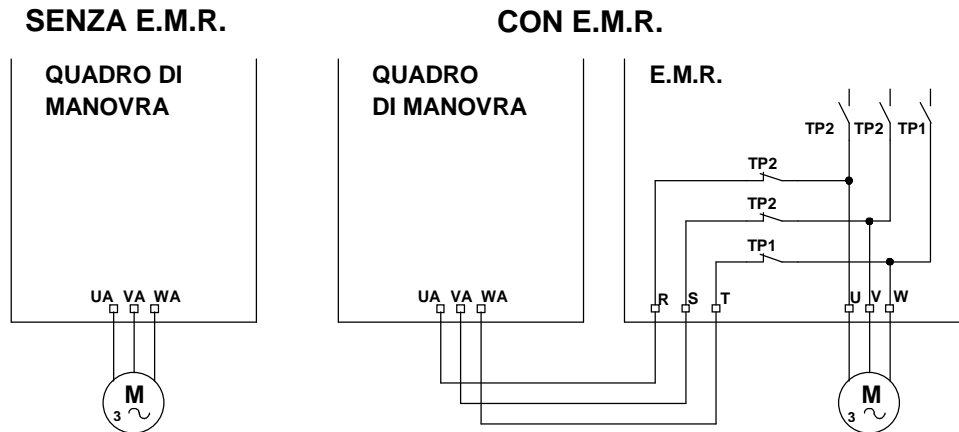 SENZA E.M.R.
CON E.M.R.
QUADRO DI
MANOVRA
QUADRO
DI MANOVRA
E.M.R.
TP2 TP2 TP1
TP2
TP2
TP1
UA VA WA
UA VA WA
R S T
U V W
M
3
M
3